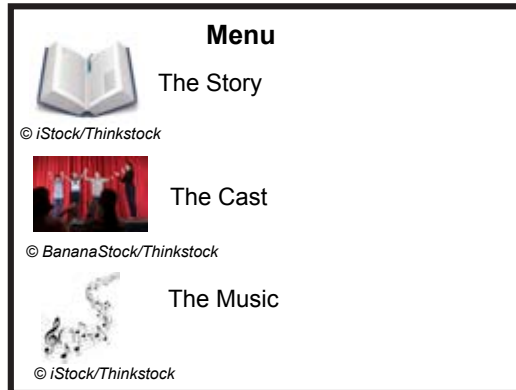 Menu
The Story
© iStock/Thinkstock
The Cast
© BananaStock/Thinkstock
The Music
© iStock/Thinkstock